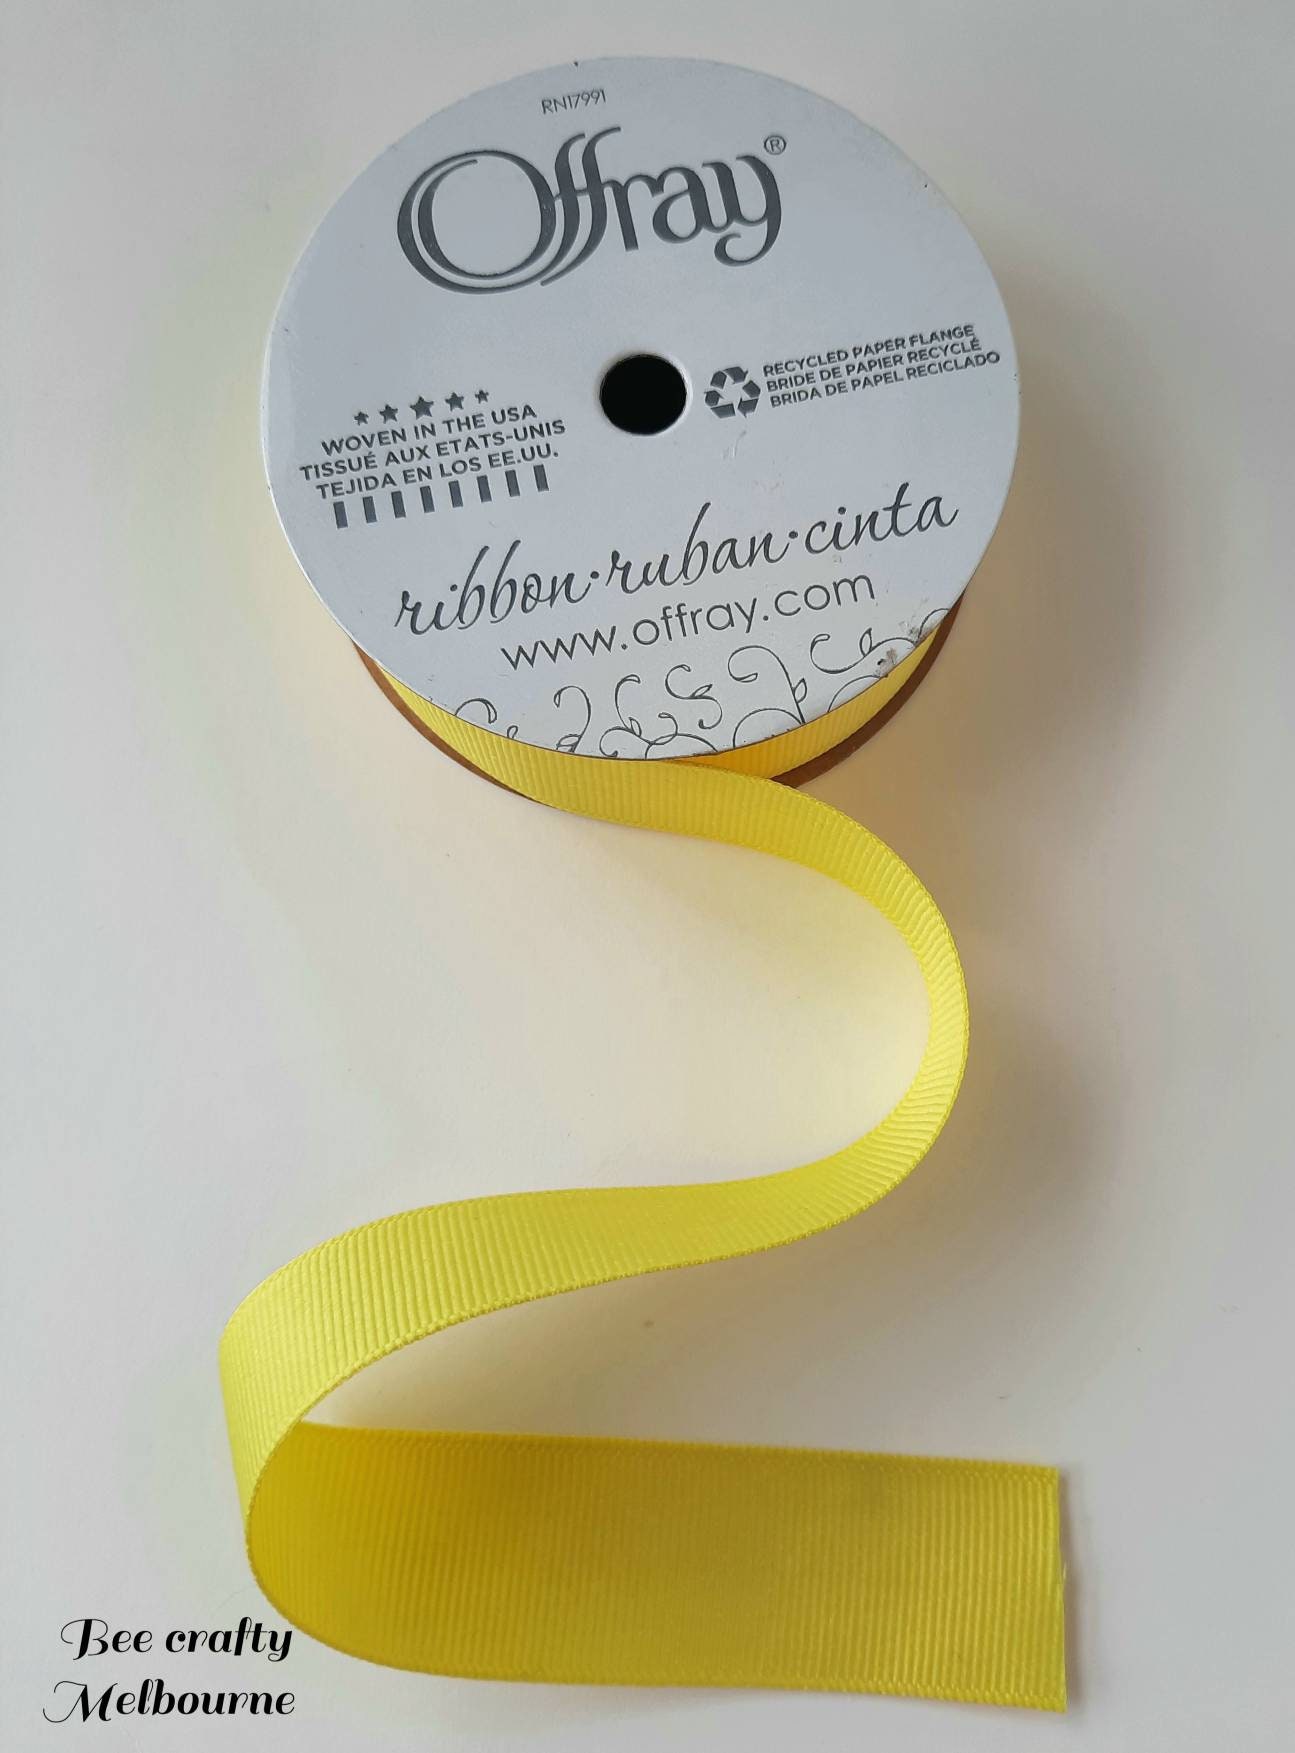 RN17991
Offray®
RECYCLED PAPER FLANGE
BRIDE DE PAPIER RECYCLÉ
BRIDA DE PAPEL RECICLADO
WOVEN IN THE USA
TISSUÉ AUX ETATS-UNIS
TEJIDA EN LOS EE.UU.
ribbon·ruban·cinta
www.offray.com
Bee crafty
Melbourne